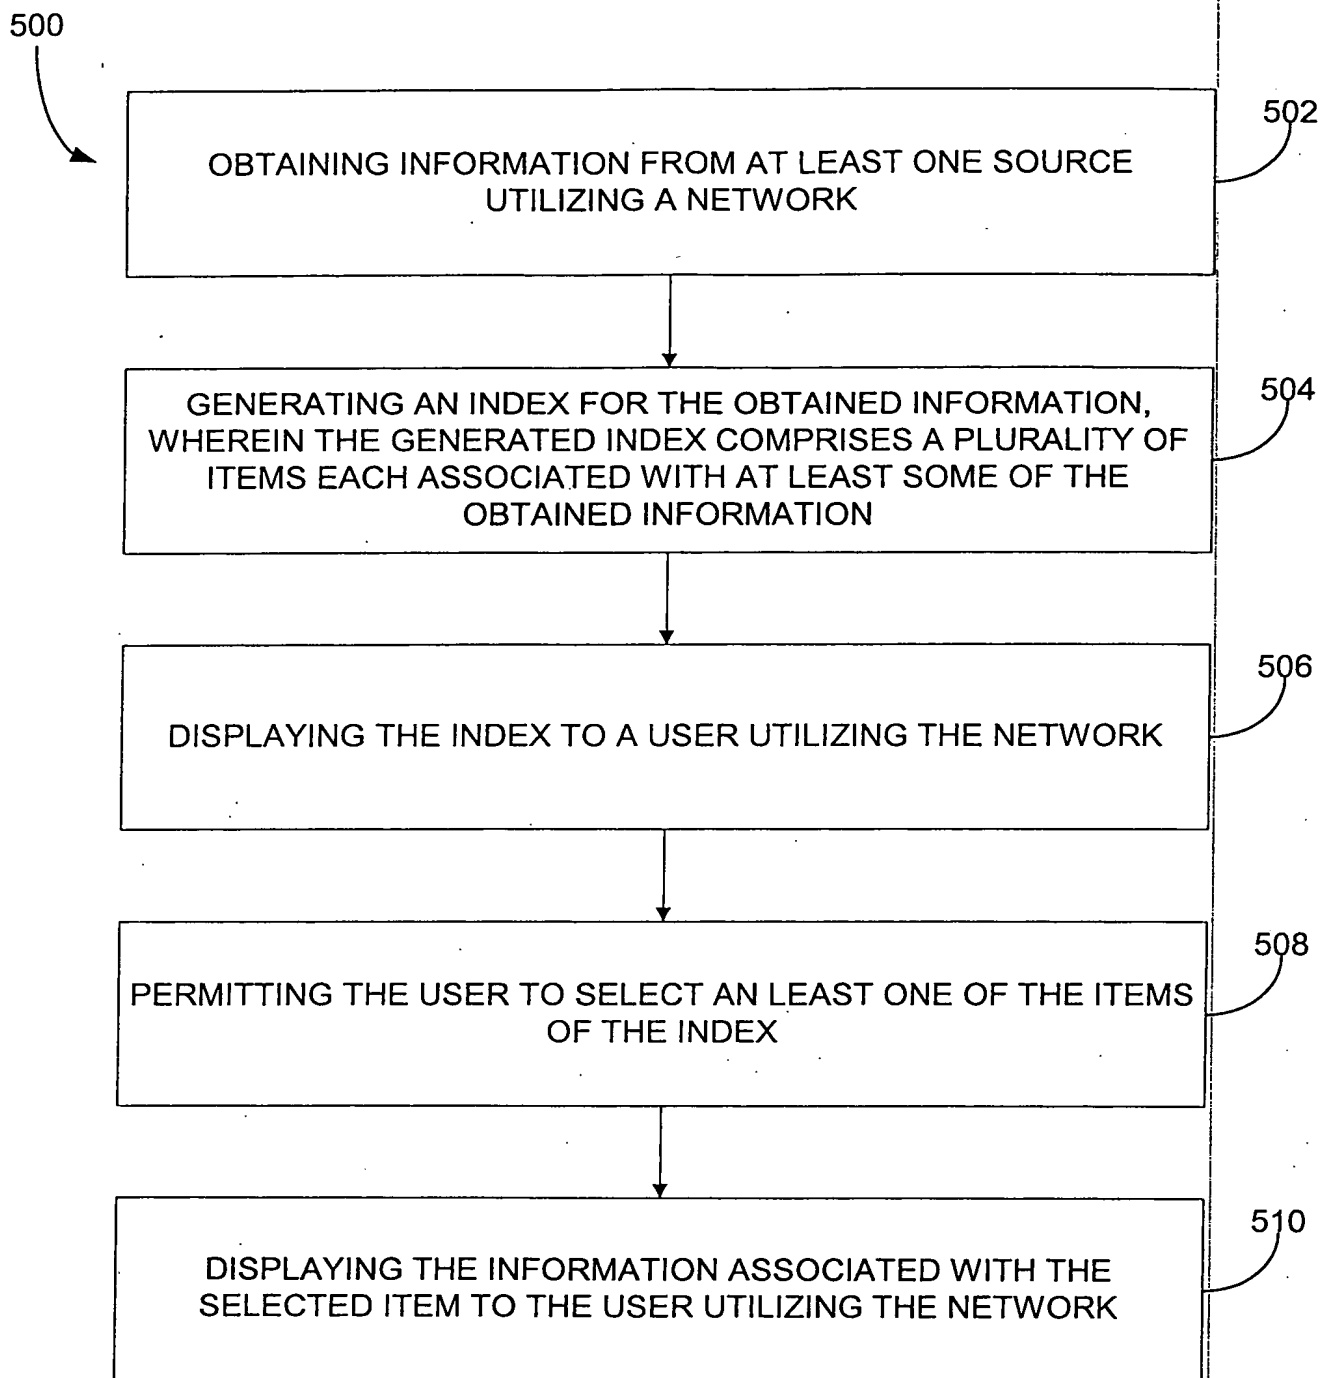 500
502
OBTAINING INFORMATION FROM AT LEAST ONE SOURCE
UTILIZING A NETWORK
504
GENERATING AN INDEX FOR THE OBTAINED INFORMATION,
WHEREIN THE GENERATED INDEX COMPRISES A PLURALITY OF
ITEMS EACH ASSOCIATED WITH AT LEAST SOME OF THE
OBTAINED INFORMATION
506
DISPLAYING THE INDEX TO A USER UTILIZING THE NETWORK
508
PERMITTING THE USER TO SELECT AN LEAST ONE OF THE ITEMS
OF THE INDEX
510
DISPLAYING THE INFORMATION ASSOCIATED WITH THE
SELECTED ITEM TO THE USER UTILIZING THE NETWORK